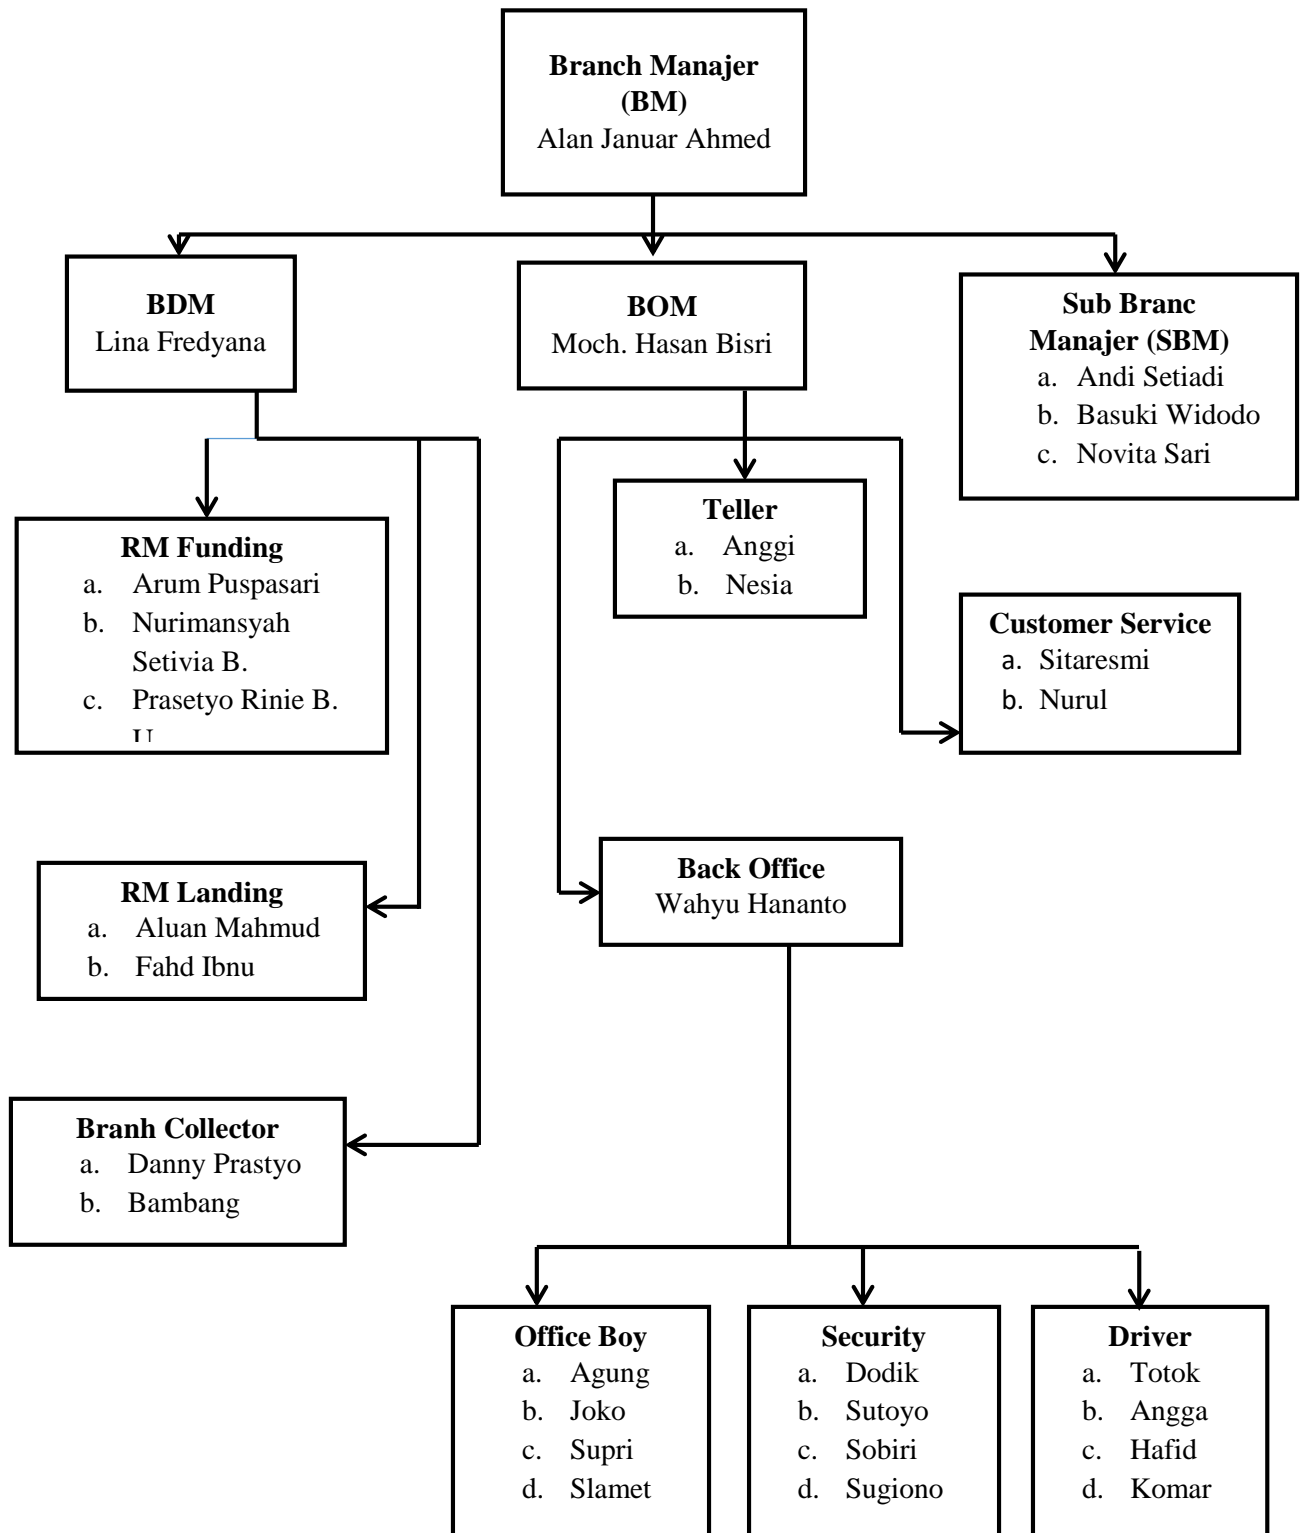 Branch Manajer
(BM)
Alan Januar Ahmed
BDM
Lina Fredyana
BOM
Moch. Hasan Bisri
Sub Branc
Manajer (SBM)
a. Andi Setiadi
b. Basuki Widodo
c. Novita Sari
RM Funding
a. Arum Puspasari
b. Nurimansyah
Setivia B.
c. Prasetyo Rinie B.
U
Teller
a. Anggi
b. Nesia
Customer Service
a. Sitaresmi
b. Nurul
RM Landing
a. Aluan Mahmud
b. Fahd Ibnu
Back Office
Wahyu Hananto
Branh Collector
a. Danny Prastyo
b. Bambang
Office Boy
a. Agung
b. Joko
c. Supri
d. Slamet
Security
a. Dodik
b. Sutoyo
c. Sobiri
d. Sugiono
Driver
a. Totok
b. Angga
c. Hafid
d. Komar